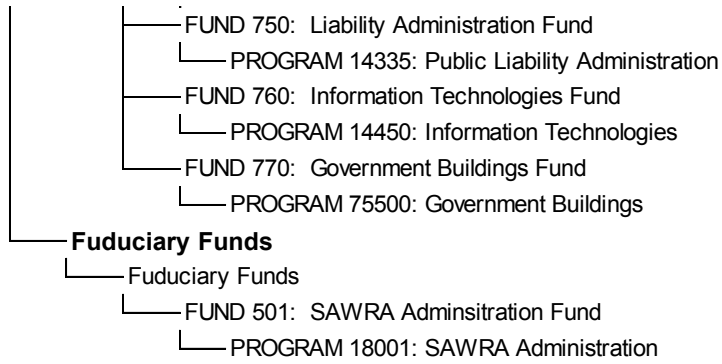 FUND 750: Liability Administration Fund
PROGRAM 14335: Public Liability Administration
FUND 760: Information Technologies Fund
PROGRAM 14450: Information Technologies
FUND 770: Government Buildings Fund
PROGRAM 75500: Government Buildings
Fuduciary Funds
Fuduciary Funds
FUND 501: SAWRA Adminsitration Fund
PROGRAM 18001: SAWRA Administration